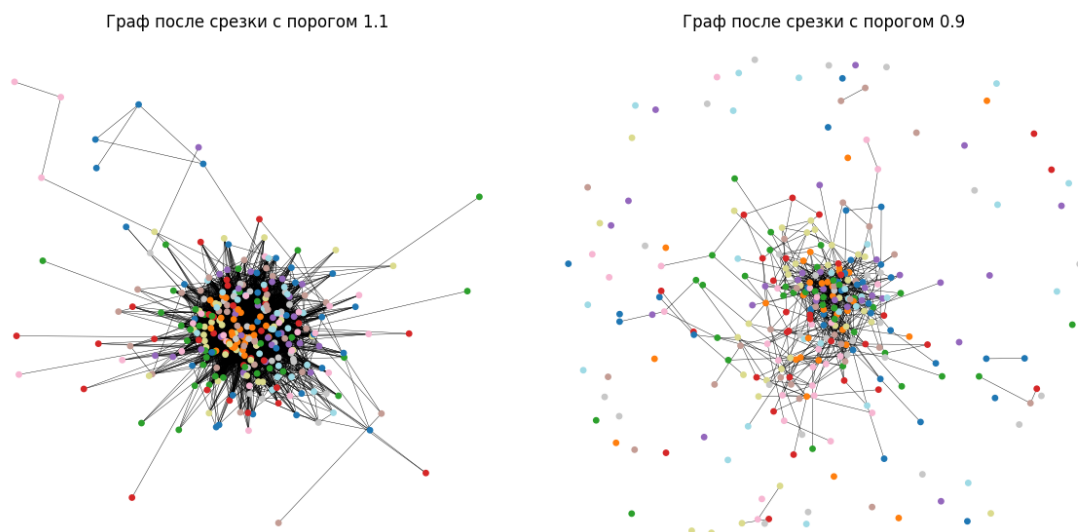 Граф после срезки с порогом 1.1
Граф после срезки с порогом 0.9